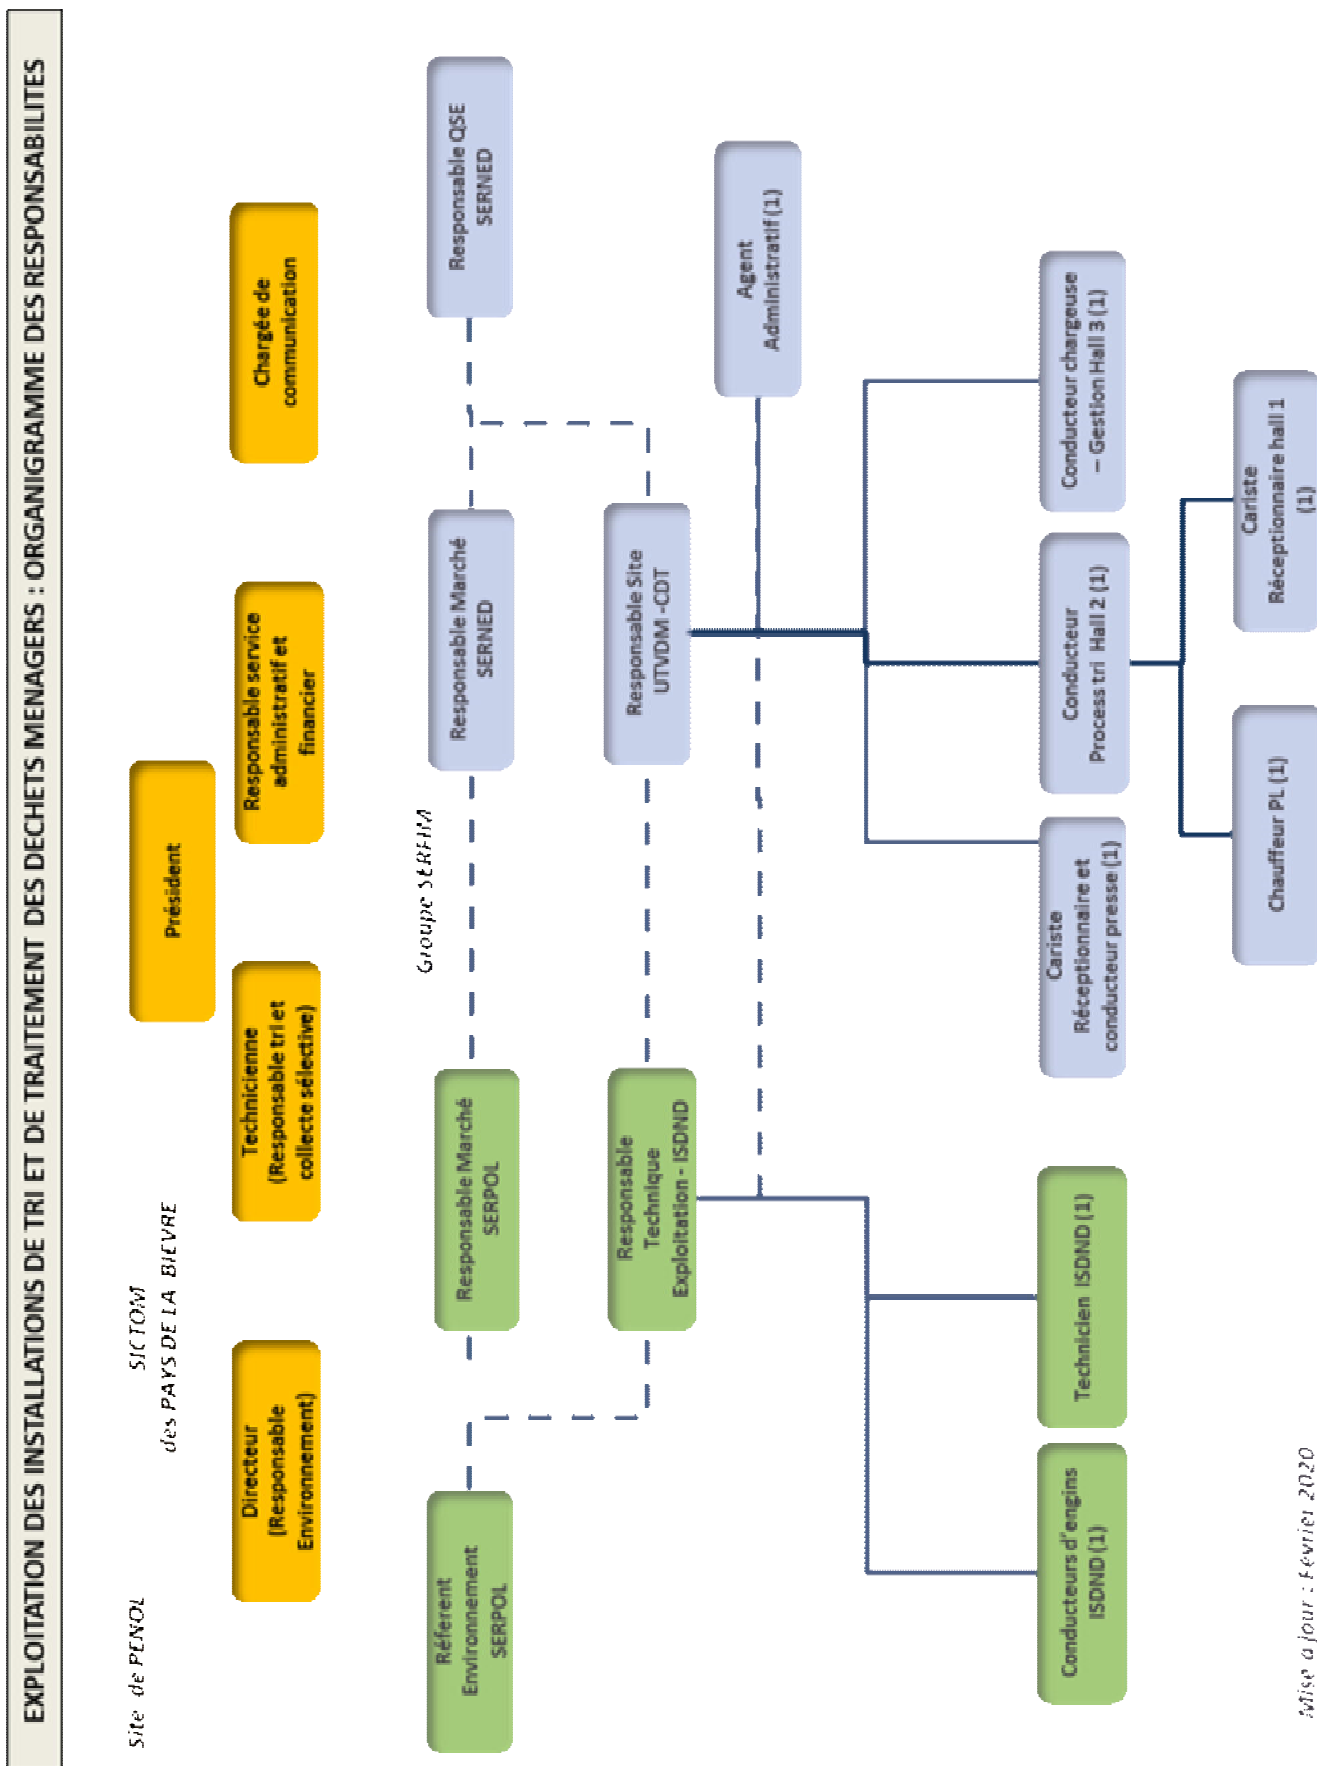 EXPLOITATION DES INSTALLATIONS DE TRI ET DE TRAITEMENT DES DECHETS MENAGERS : ORGANIGRAMME DES RESPONSABILITES
Site de PENOL
SICTOM
des PAYS DE LA BIEVRE
Président
Directeur
(Responsable
Environnement)
Technicienne
(Responsable tri et
collecte sélective)
Responsable service
administratif et
financier
Chargée de
communication
Groupe SERFIM
Réferent
Environnement
SERPOL
Responsable Marché
SERPOL
Responsable Marché
SERNED
Responsable QSE
SERNED
Responsable
Technique
Exploitation - ISDND
Responsable Site
UTVDM -CDT
Agent
Administratif (1)
Conducteurs d'engins
ISDND (1)
Technicien ISDND (1)
Cariste
Réceptionnaire et
conducteur presse (1)
Conducteur
Process tri Hall 2 (1)
Conducteur chargeuse
– Gestion Hall 3 (1)
Chauffeur PL (1)
Cariste
Réceptionnaire hall 1
(1)
Mise à jour : Février 2020